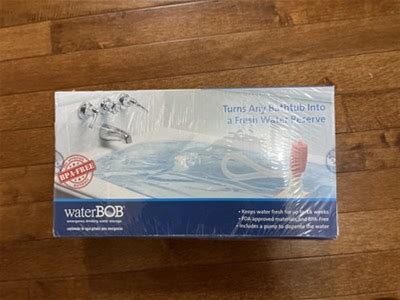 Turns Any Bathtub Into
a Fresh Water Reserve
BPA-FREE
waterBOB®
emergency drinking water storage
• Keeps water fresh for up to 16 weeks
• FDA approved materials and BPA-Free
• Includes a pump to dispense the water